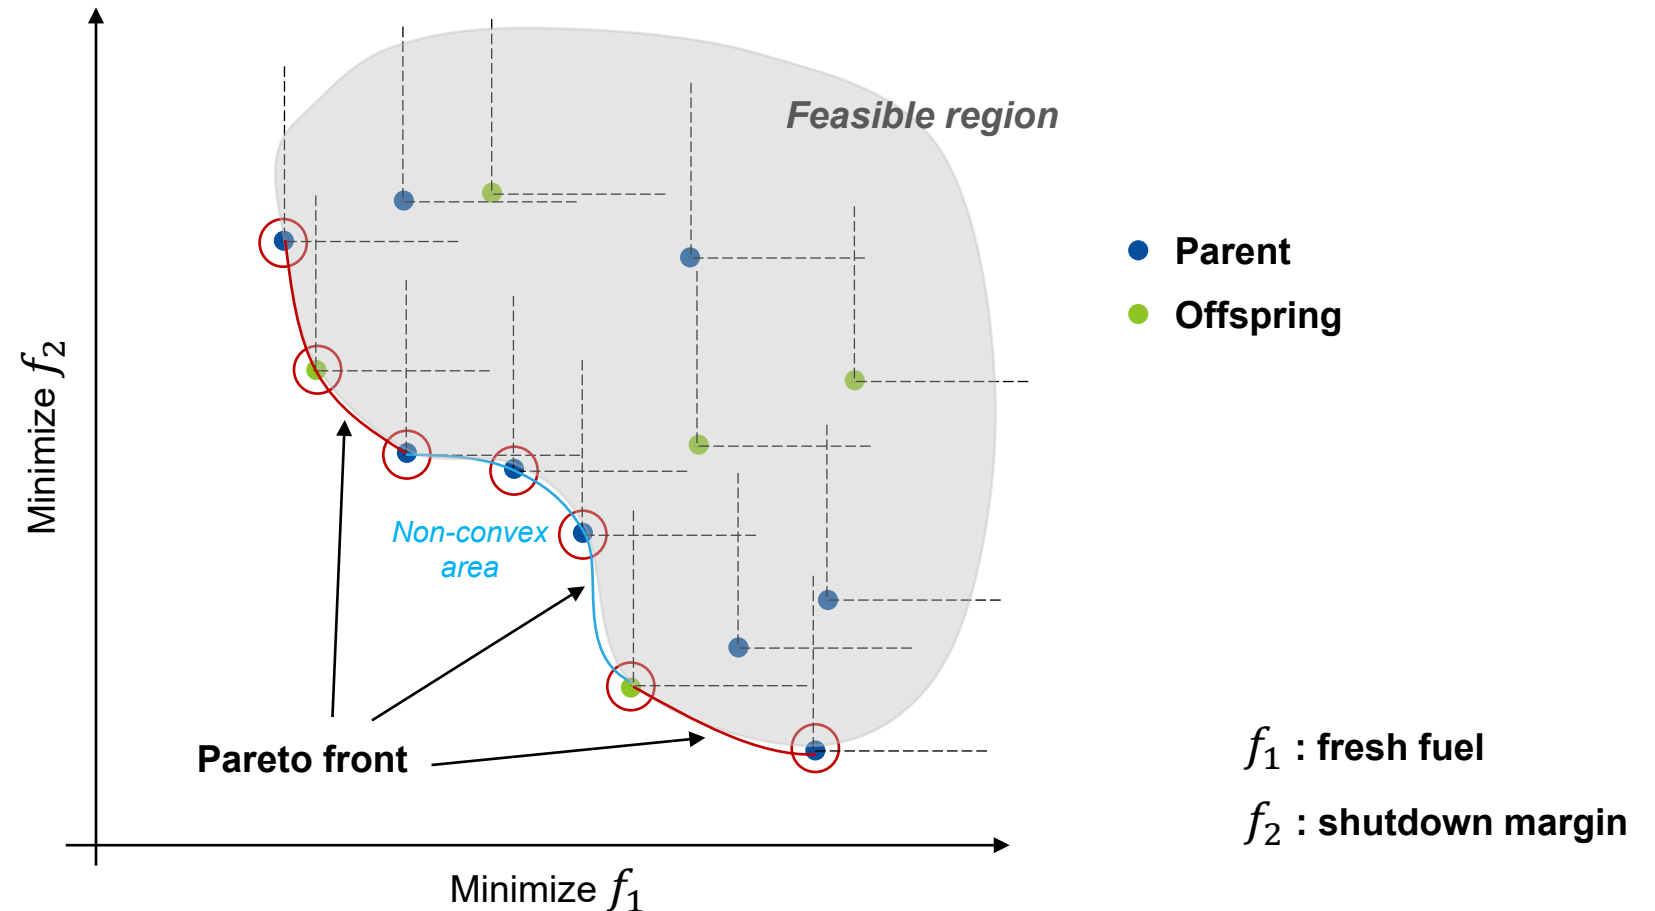 Feasible region
Parent
Offspring
Minimize f₂
Non-convex
area
Pareto front
f₁ : fresh fuel
f₂ : shutdown margin
Minimize f₁